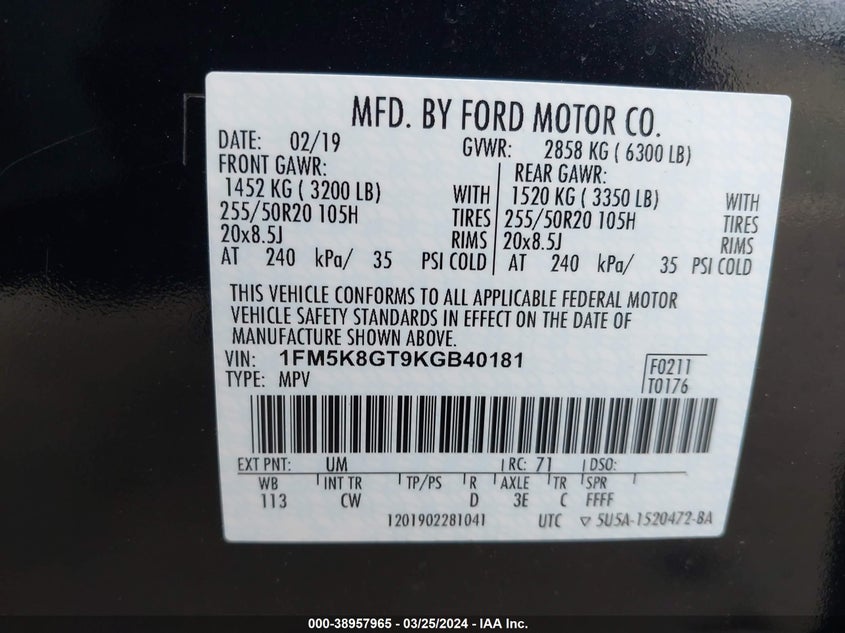 MFD. BY FORD MOTOR CO.
DATE: 02/19 GVWR: 2858 KG ( 6300 LB)
FRONT GAWR: REAR GAWR:
1452 KG ( 3200 LB) WITH 1520 KG ( 3350 LB) WITH
255/50R20 105H TIRES 255/50R20 105H TIRES
20x8.5J RIMS 20x8.5J RIMS
AT 240 kPa/ 35 PSI COLD AT 240 kPa/ 35 PSI COLD
THIS VEHICLE CONFORMS TO ALL APPLICABLE FEDERAL MOTOR
VEHICLE SAFETY STANDARDS IN EFFECT ON THE DATE OF
MANUFACTURE SHOWN ABOVE.
VIN: 1FM5K8GT9KGB40181 F0211
TYPE: MPV T0176
EXT PNT: UM RC: 71 DSO:
WB INT TR TP/PS R AXLE TR SPR
113 CW D 3E C FFFF
1201902281041 UTC ▽ 5U5A-1520472-BA
000-38957965 - 03/25/2024 - IAA Inc.